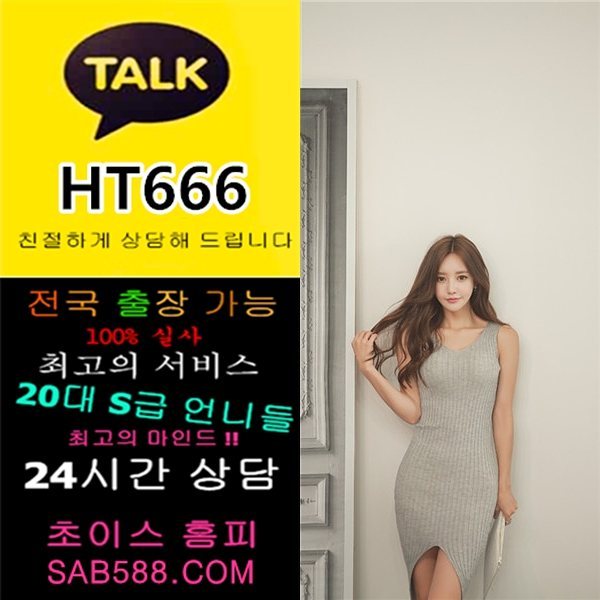 TALK
HT666
친절하게 상당해 드립니다
전국 출장 가능
100% 실사
최고의 서비스
20대 S급 언니들
최고의 마인드 !!
24시간 상담
초이스 홈피
SAB588.COM